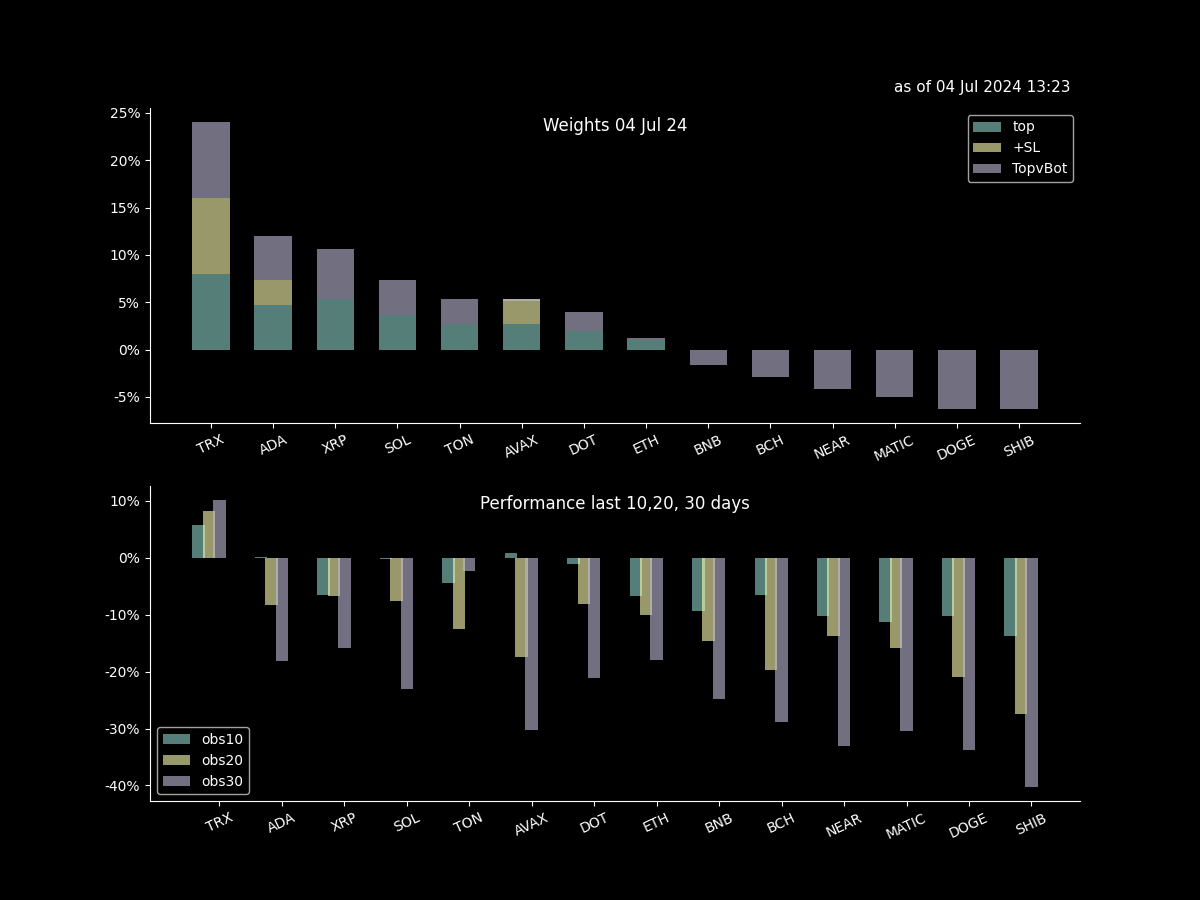 as of 04 Jul 2024 13:23
Weights 04 Jul 24
25%
20%
15%
10%
5%
0%
-5%
top
+SL
TopvBot
TRX ADA XRP SOL TON AVAX DOT ETH BNB BCH NEAR MATIC DOGE SHIB
Performance last 10,20, 30 days
10%
0%
-10%
-20%
-30%
-40%
obs10
obs20
obs30
TRX ADA XRP SOL TON AVAX DOT ETH BNB BCH NEAR MATIC DOGE SHIB